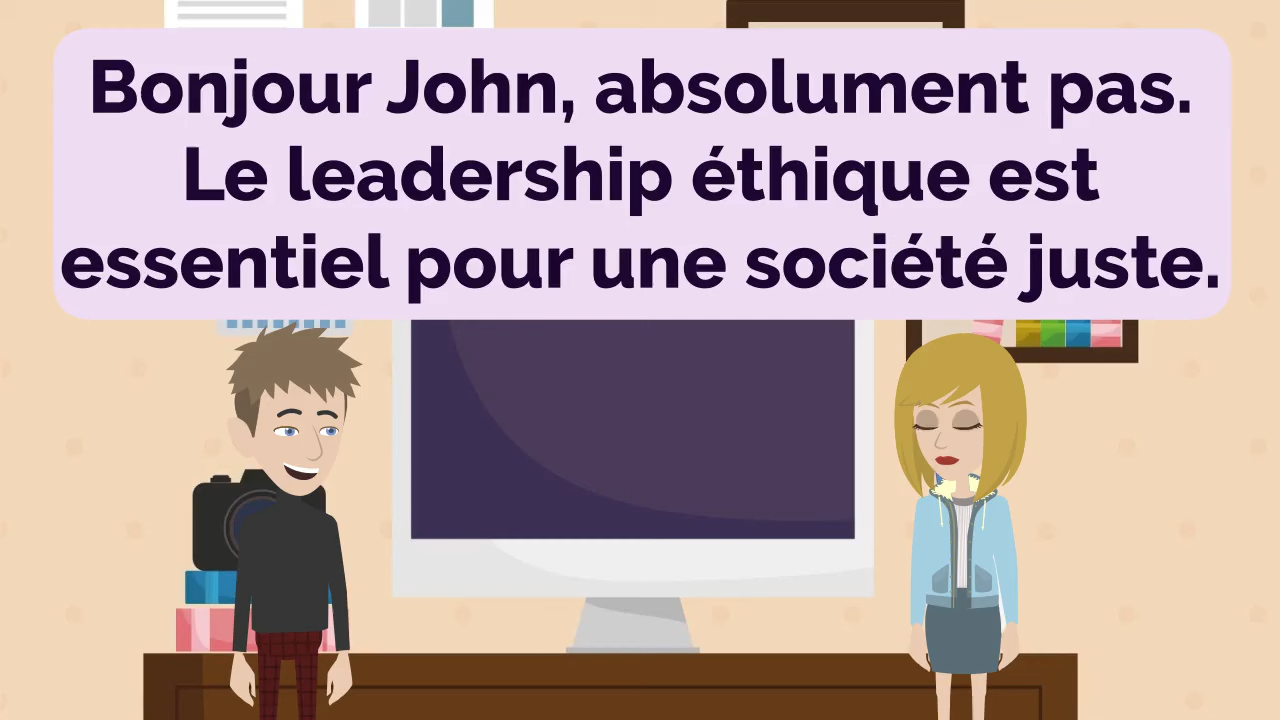 Bonjour John, absolument pas.
Le leadership éthique est
essentiel pour une société juste.